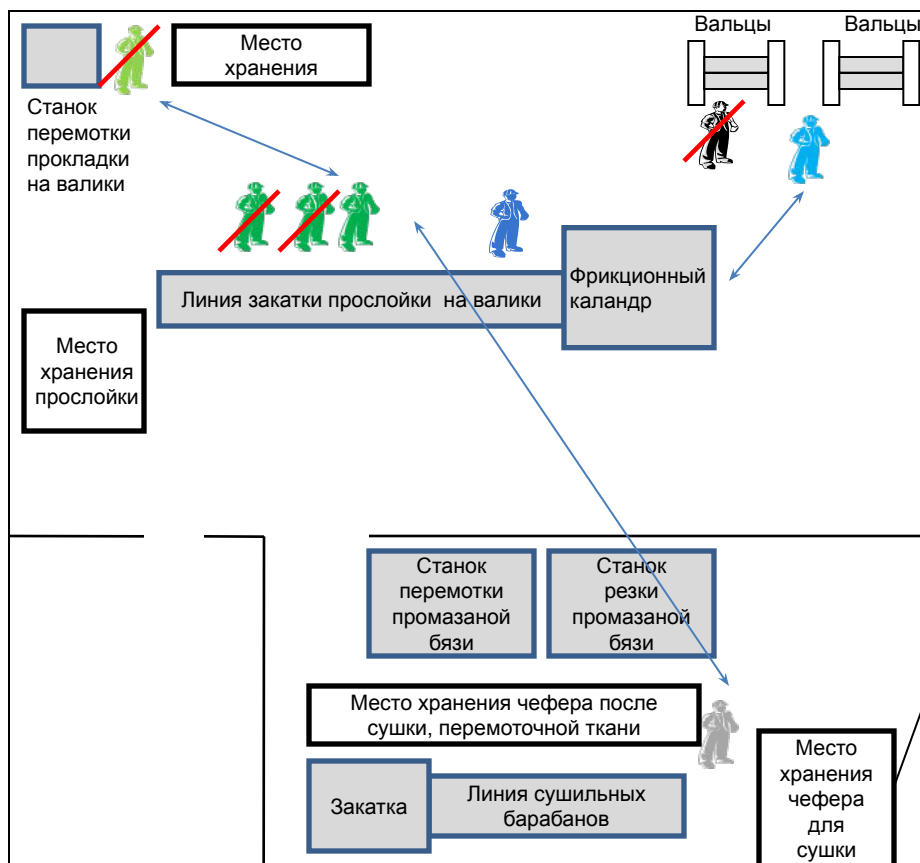 Место
хранения
Вальцы
Вальцы
Станок
перемотки
прокладки
на валики
Линия закатки прослойки на валики
Фрикционный
каландр
Место
хранения
прослойки
Станок
перемотки
промазаной
бязи
Станок
резки
промазаной
бязи
Место хранения чефера после
сушки, перемоточной ткани
Место
хранения
чефера
для
сушки
Закатка
Линия сушильных
барабанов